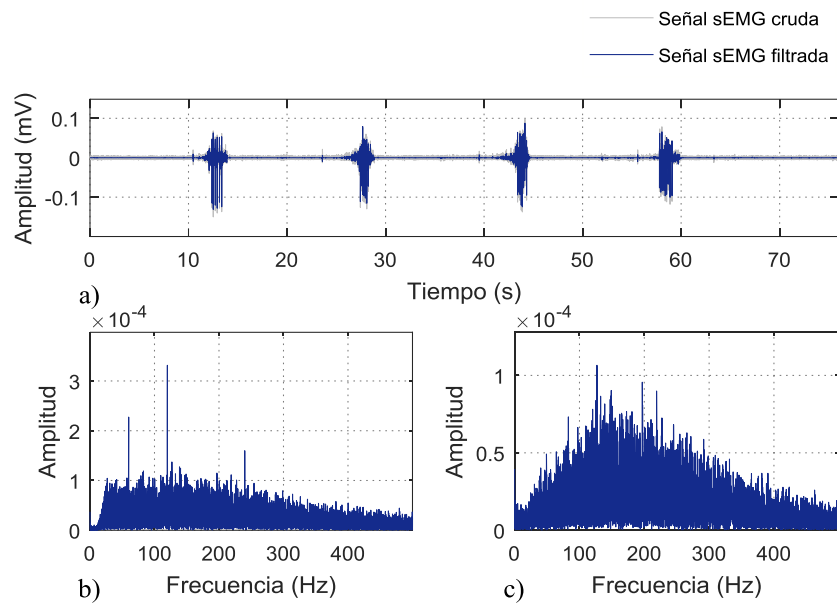 Señal sEMG cruda
Señal sEMG filtrada
Amplitud (mV)
0.1
0
-0.1
0 10 20 30 40 50 60 70
Tiempo (s)
a)
× 10-4
Amplitud
3
2
1
0
0 100 200 300 400
Frecuencia (Hz)
b)
× 10-4
Amplitud
1
0.5
0
0 100 200 300 400
Frecuencia (Hz)
c)